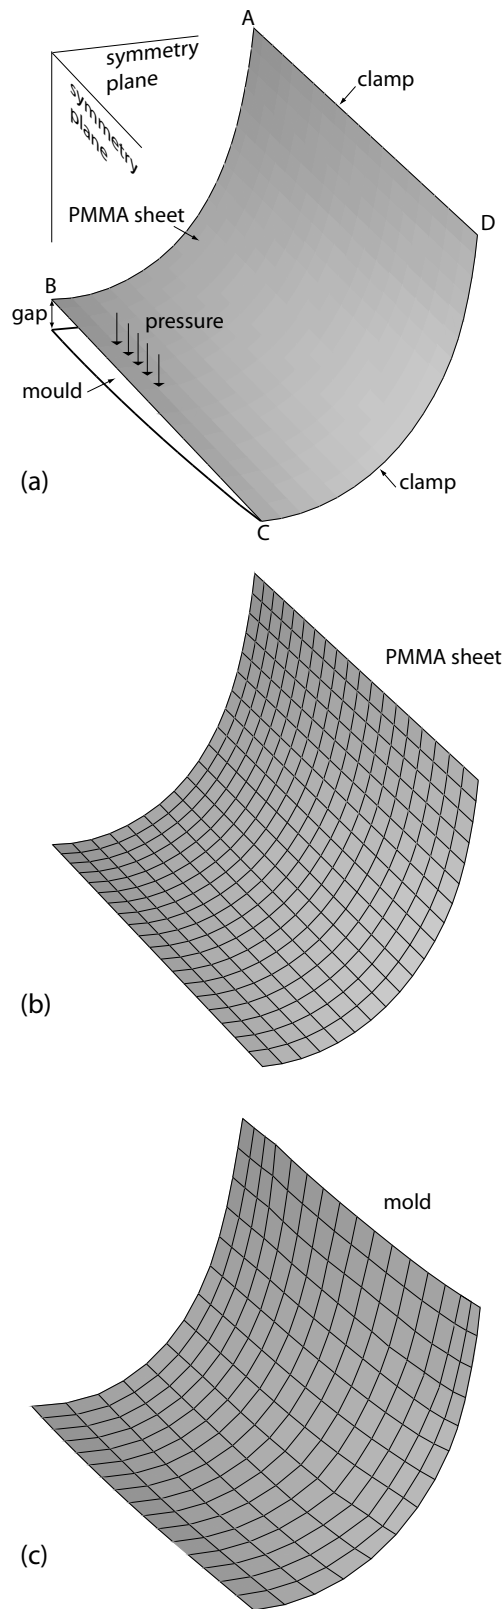 A
symmetry
plane
clamp
symmetry
plane
PMMA sheet
D
B
gap
pressure
mould
(a)
clamp
C
PMMA sheet
(b)
mold
(c)